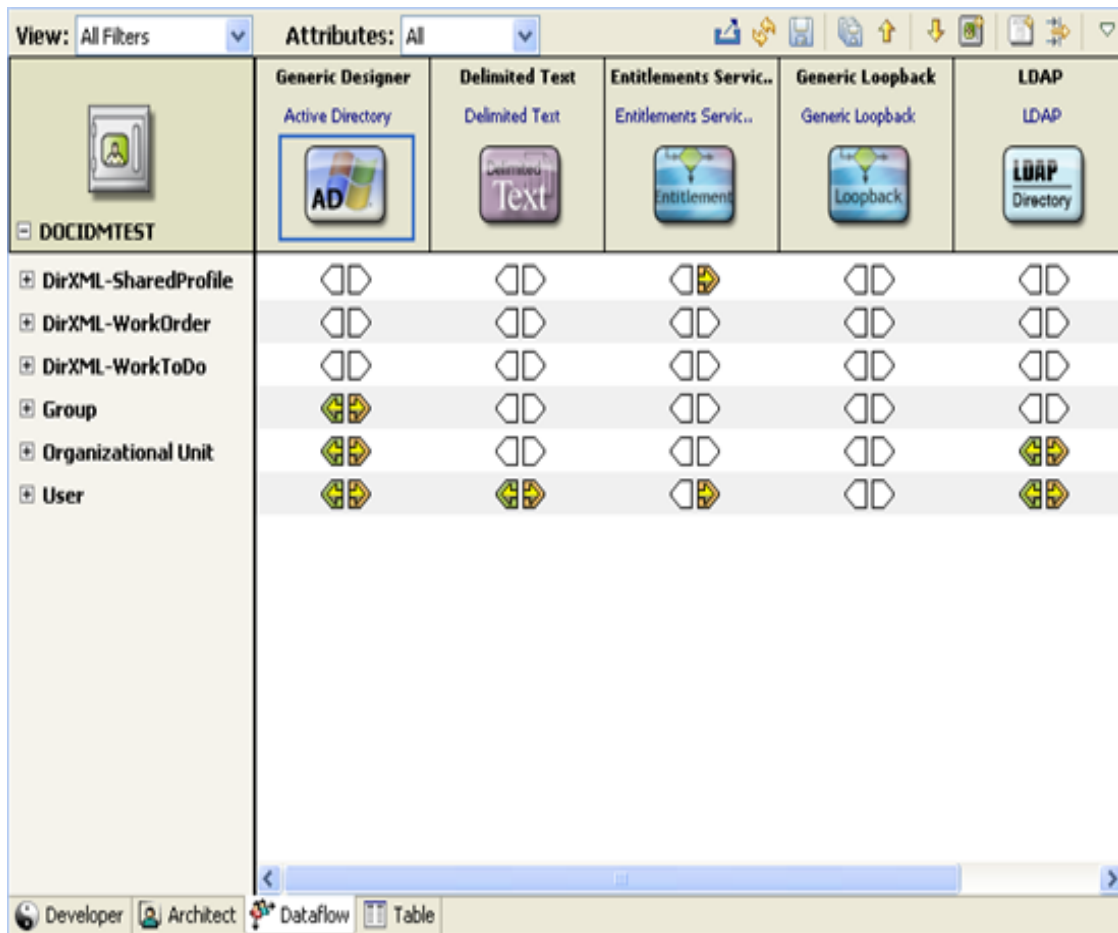 View: All Filters Attributes: All
Generic Designer Delimited Text Entitlements Servic.. Generic Loopback LDAP
Active Directory Delimited Text Entitlements Servic... Generic Loopback LDAP
AD Delimited Text Entitlement Loopback LDAP Directory
DOCIDMTEST
DirXML-SharedProfile
DirXML-WorkOrder
DirXML-WorkToDo
Group
Organizational Unit
User
Developer Architect Dataflow Table